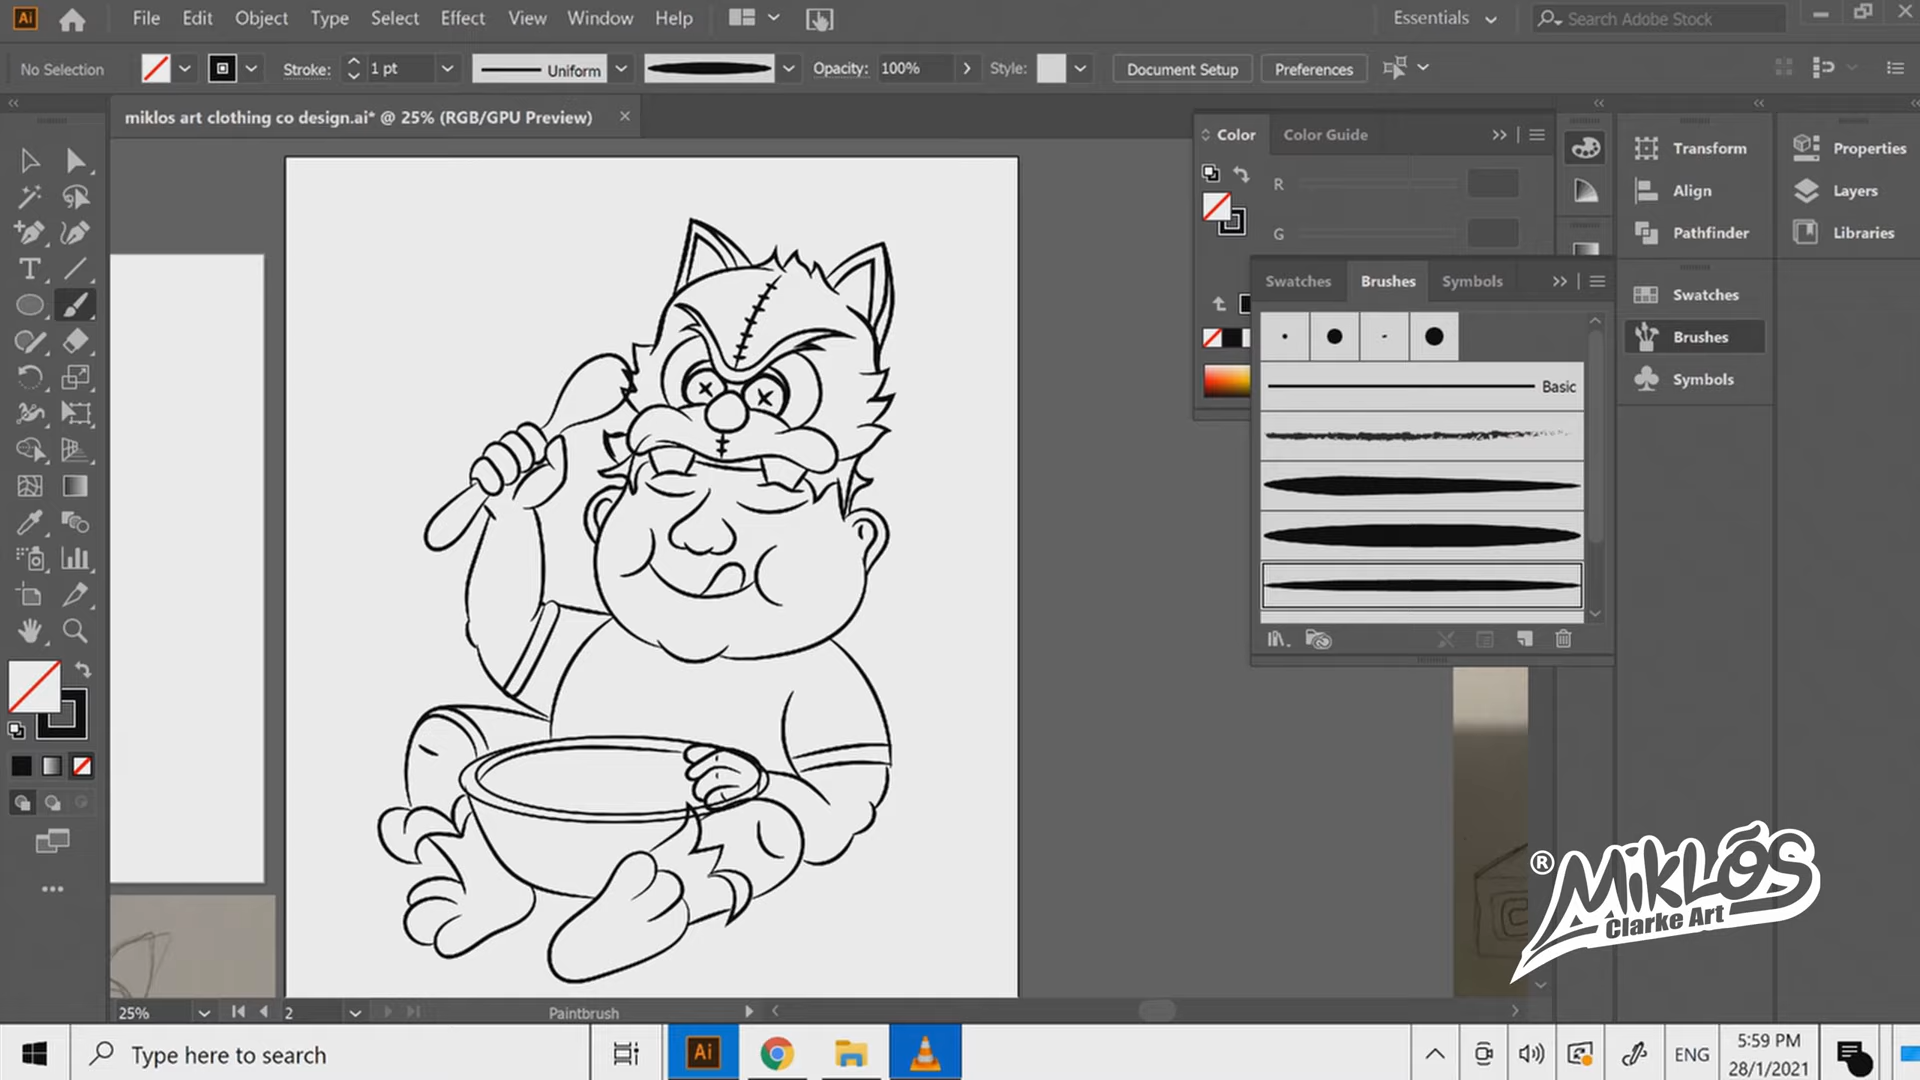 Ai File Edit Object Type Select Effect View Window Help Essentials Search Adobe Stock
No Selection Stroke: 1 pt Uniform Opacity: 100% Style: Document Setup Preferences
miklos art clothing co design.ai* @ 25% (RGB/GPU Preview)
Color Color Guide
R
G
Transform
Align
Pathfinder
Properties
Layers
Libraries
Swatches Brushes Symbols
Basic
Swatches
Brushes
Symbols
® MiKLÓS
Clarke Art
25% 2 Paintbrush
Type here to search
Ai
ENG
5:59 PM
28/1/2021